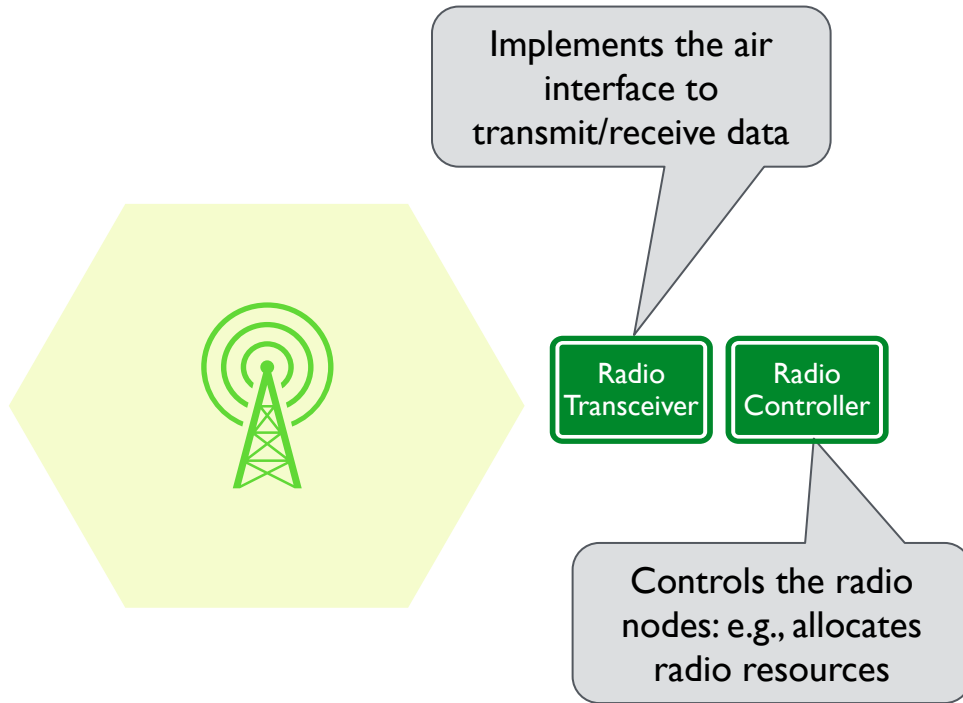 Implements the air
interface to
transmit/receive data
Radio
Transceiver
Radio
Controller
Controls the radio
nodes: e.g., allocates
radio resources